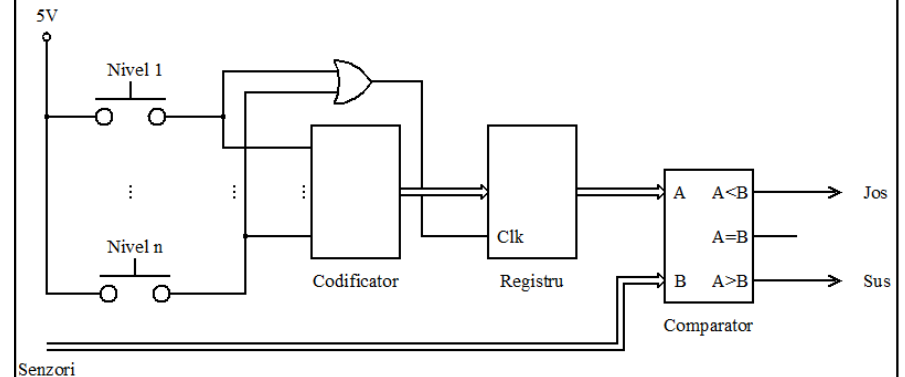 5V
Nivel 1
Nivel n
Codificator
Clk
Registru
A
A<B
A=B
B
A>B
Comparator
Jos
Sus
Senzori